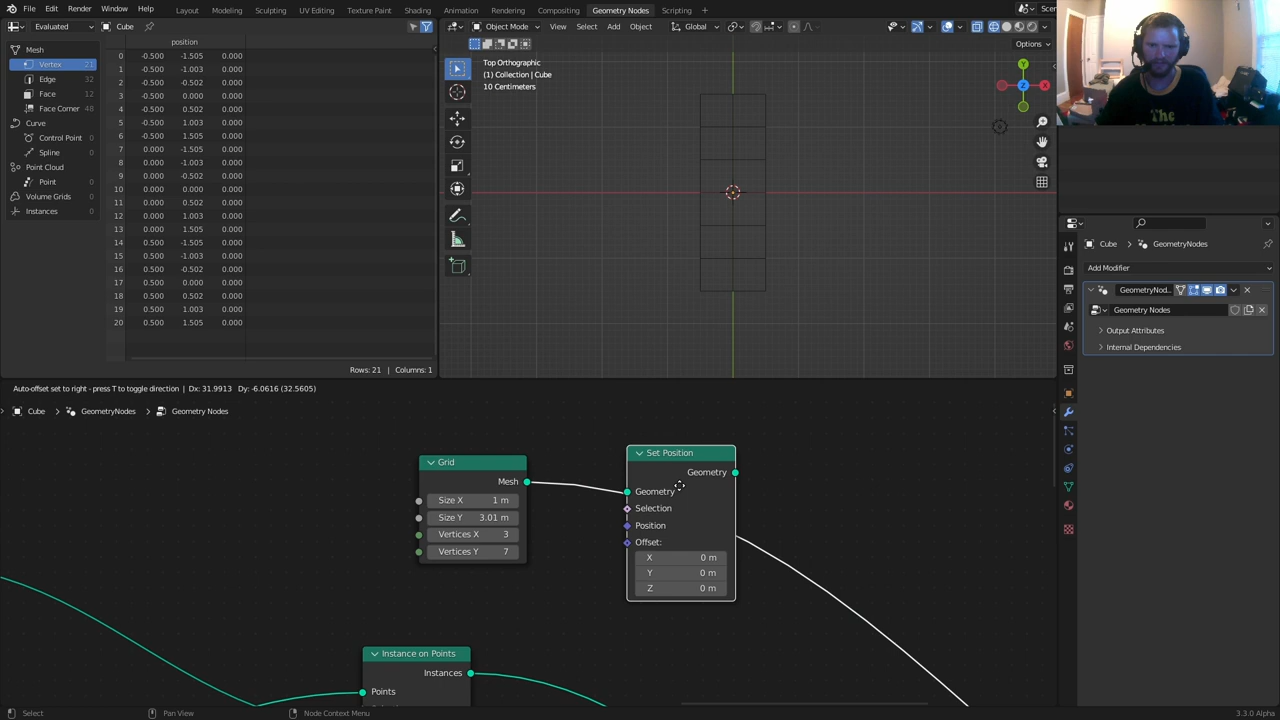 File Edit Render Window Help Layout Modeling Sculpting UV Editing Texture Paint Shading Animation Rendering Compositing Geometry Nodes Scripting Scen
Evaluated Cube
Object Mode View Select Add Object Global
Options
position
Mesh
Vertex 21
Edge 32
Face 12
Face Corner 48
Curve
Control Point 0
Spline 0
Point Cloud
Point 0
Volume Grids 0
Instances 0
0 -0.500 -1.505 0.000
1 -0.500 -1.003 0.000
2 -0.500 -0.502 0.000
3 -0.500 0.000 0.000
4 -0.500 0.502 0.000
5 -0.500 1.003 0.000
6 -0.500 1.505 0.000
7 0.000 -1.505 0.000
8 0.000 -1.003 0.000
9 0.000 -0.502 0.000
10 0.000 0.000 0.000
11 0.000 0.502 0.000
12 0.000 1.003 0.000
13 0.000 1.505 0.000
14 0.500 -1.505 0.000
15 0.500 -1.003 0.000
16 0.500 -0.502 0.000
17 0.500 0.000 0.000
18 0.500 0.502 0.000
19 0.500 1.003 0.000
20 0.500 1.505 0.000
Rows: 21 | Columns: 1
Top Orthographic
(1) Collection | Cube
10 Centimeters
Y
X
Z
The
Cube GeometryNodes
Add Modifier
GeometryNod..
Geometry Nodes
Output Attributes
Internal Dependencies
Auto-offset set to right - press T to toggle direction | Dx: 31.9913 Dy: -6.0616 (32.5605)
Cube GeometryNodes Geometry Nodes
Grid
Mesh
Size X 1 m
Size Y 3.01 m
Vertices X 3
Vertices Y 7
Set Position
Geometry
Geometry
Selection
Position
Offset:
X 0 m
Y 0 m
Z 0 m
Instance on Points
Instances
Points
Select Pan View Node Context Menu 3.3.0 Alpha